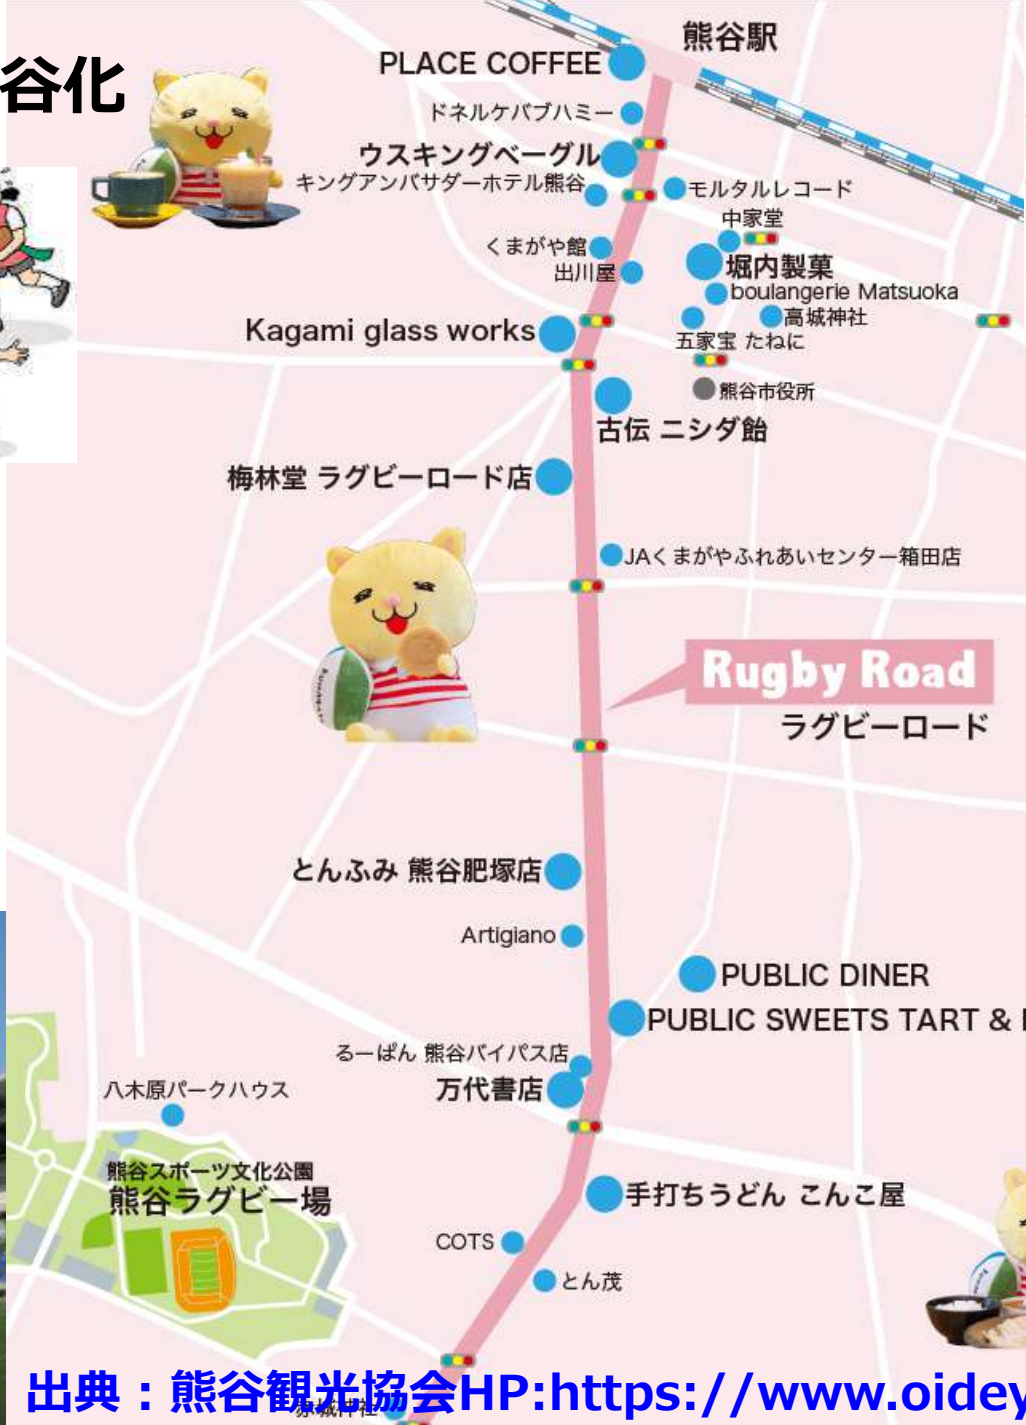 谷化
熊谷駅
PLACE COFFEE
ドネルケバブハミー
ウスキングベーグル
キングアンバサダーホテル熊谷
モルタルレコード
中家堂
くまがや館
出川屋
堀内製菓
boulangerie Matsuoka
高城神社
Kagami glass works
五家宝 たねに
熊谷市役所
古伝 ニシダ飴
梅林堂 ラグビーロード店
JAくまがやふれあいセンター箱田店
Rugby Road
ラグビーロード
とんふみ 熊谷肥塚店
Artigiano
PUBLIC DINER
PUBLIC SWEETS TART &
るーぱん 熊谷バイパス店
万代書店
八木原パークハウス
熊谷スポーツ文化公園
熊谷ラグビー場
手打ちうどん こんこ屋
COTS
とん茂
出典：熊谷観光協会HP:https://www.oidey
赤城神社